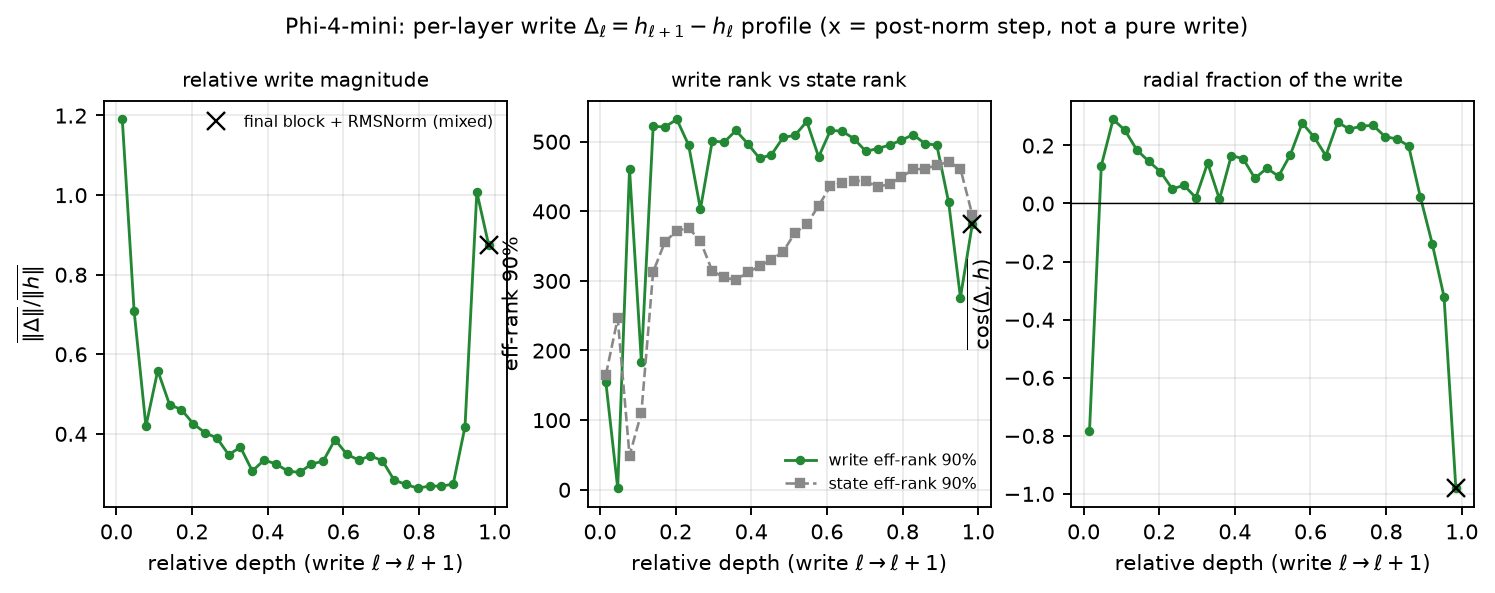 Phi-4-mini: per-layer write Δℓ = hℓ+1 − hℓ profile (x = post-norm step, not a pure write)
relative write magnitude
‖Δ‖/‖h‖
1.2
1.0
0.8
0.6
0.4
final block + RMSNorm (mixed)
0.0 0.2 0.4 0.6 0.8 1.0
relative depth (write ℓ → ℓ + 1)
write rank vs state rank
eff-rank 90%
500
400
300
200
100
0
write eff-rank 90%
state eff-rank 90%
0.0 0.2 0.4 0.6 0.8 1.0
relative depth (write ℓ → ℓ + 1)
radial fraction of the write
cos(Δ, h)
0.2
0.0
−0.2
−0.4
−0.6
−0.8
−1.0
0.0 0.2 0.4 0.6 0.8 1.0
relative depth (write ℓ → ℓ + 1)